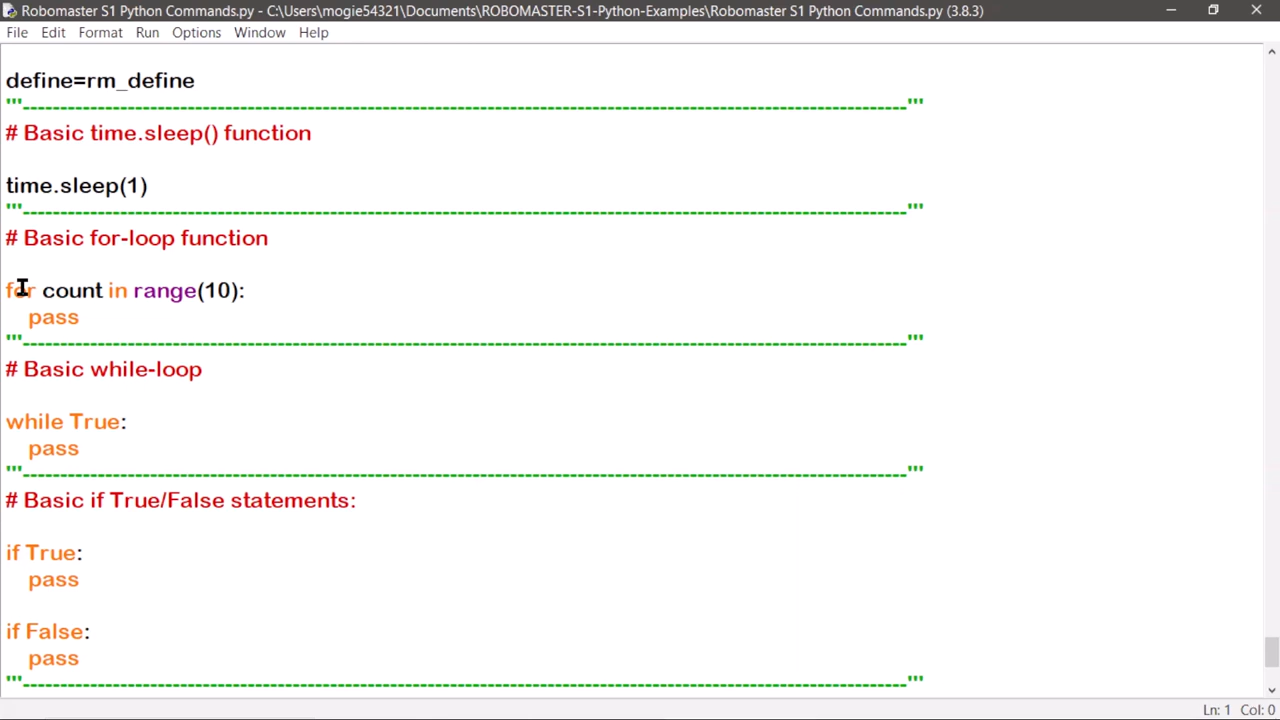 Robomaster S1 Python Commands.py - C:\Users\mogie54321\Documents\ROBOMASTER-S1-Python-Examples\Robomaster S1 Python Commands.py (3.8.3)
File Edit Format Run Options Window Help
define=rm_define
'''----------------------------------------------------------------------------------------------------------------------'''
# Basic time.sleep() function
time.sleep(1)
'''----------------------------------------------------------------------------------------------------------------------'''
# Basic for-loop function
for count in range(10):
    pass
'''----------------------------------------------------------------------------------------------------------------------'''
# Basic while-loop
while True:
    pass
'''----------------------------------------------------------------------------------------------------------------------'''
# Basic if True/False statements:
if True:
    pass
if False:
    pass
'''----------------------------------------------------------------------------------------------------------------------'''
Ln: 1 Col: 0